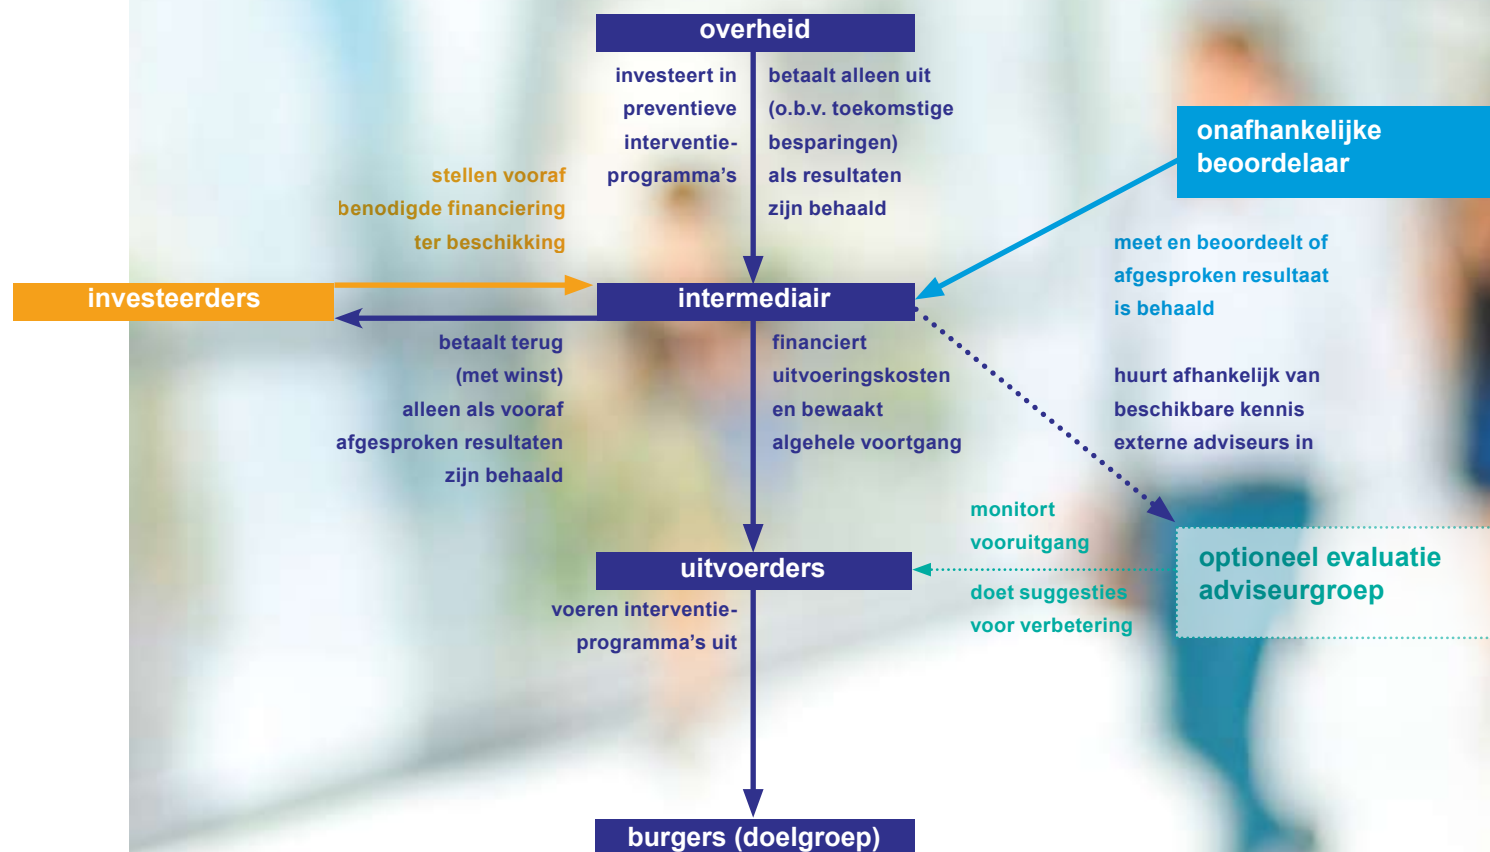 overheid
investeert in
preventieve
interventie-
programma's
betaalt alleen uit
(o.b.v. toekomstige
besparingen)
als resultaten
zijn behaald
onafhankelijke
beoordelaar
stellen vooraf
benodigde financiering
ter beschikking
meet en beoordeelt of
afgesproken resultaat
is behaald
investeerders
intermediair
betaalt terug
(met winst)
alleen als vooraf
afgesproken resultaten
zijn behaald
financiert
uitvoeringskosten
en bewaakt
algehele voortgang
huurt afhankelijk van
beschikbare kennis
externe adviseurs in
monitort
vooruitgang
doet suggesties
voor verbetering
optioneel evaluatie
adviseurgroep
uitvoerders
voeren interventie-
programma's uit
burgers (doelgroep)